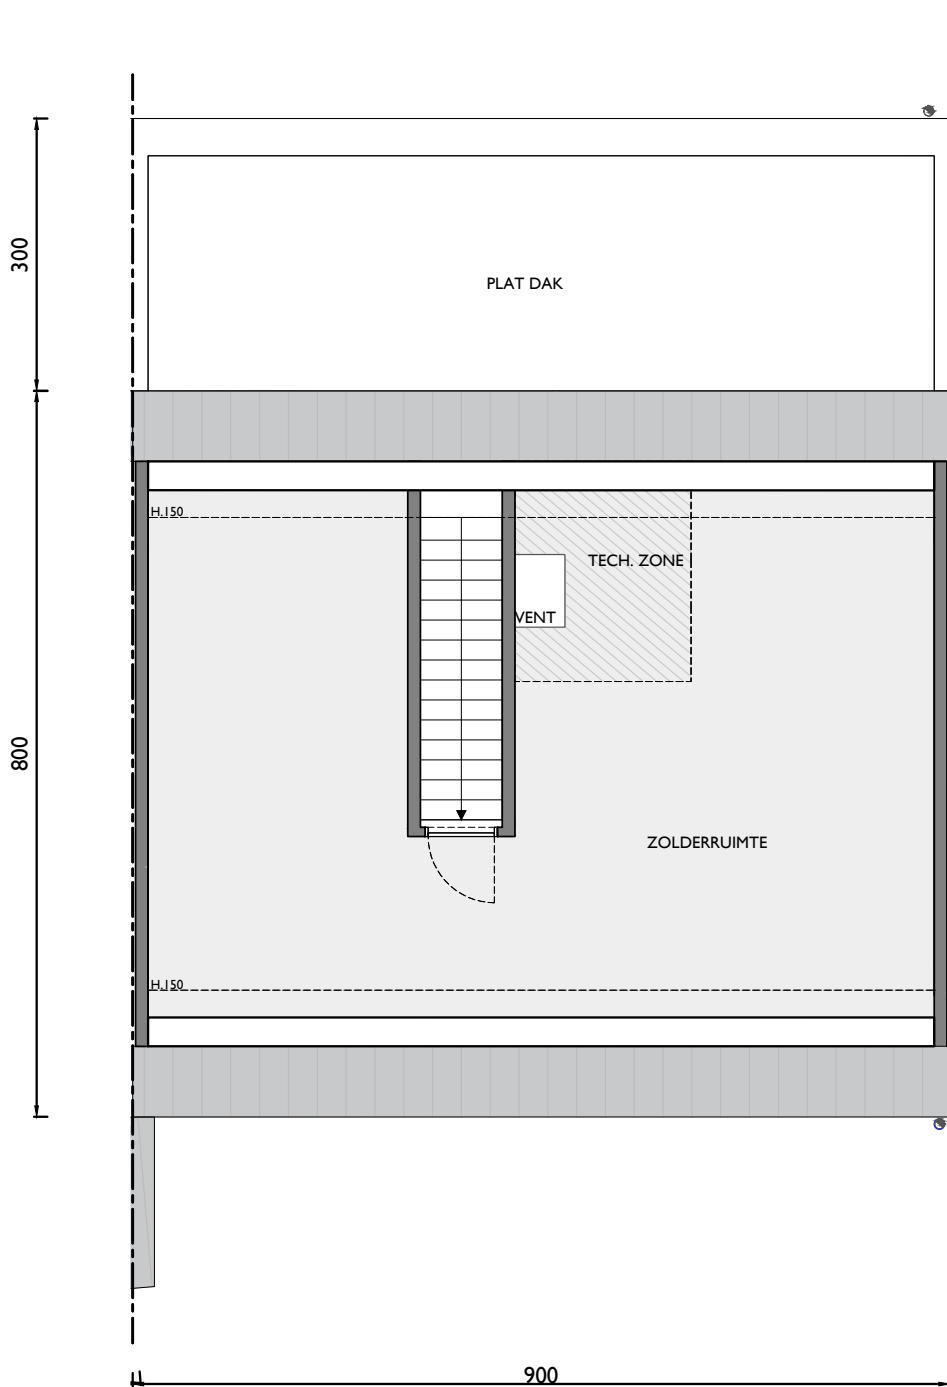 300
PLAT DAK
H.150
TECH. ZONE
VENT
800
ZOLDERRUIMTE
H.150
900